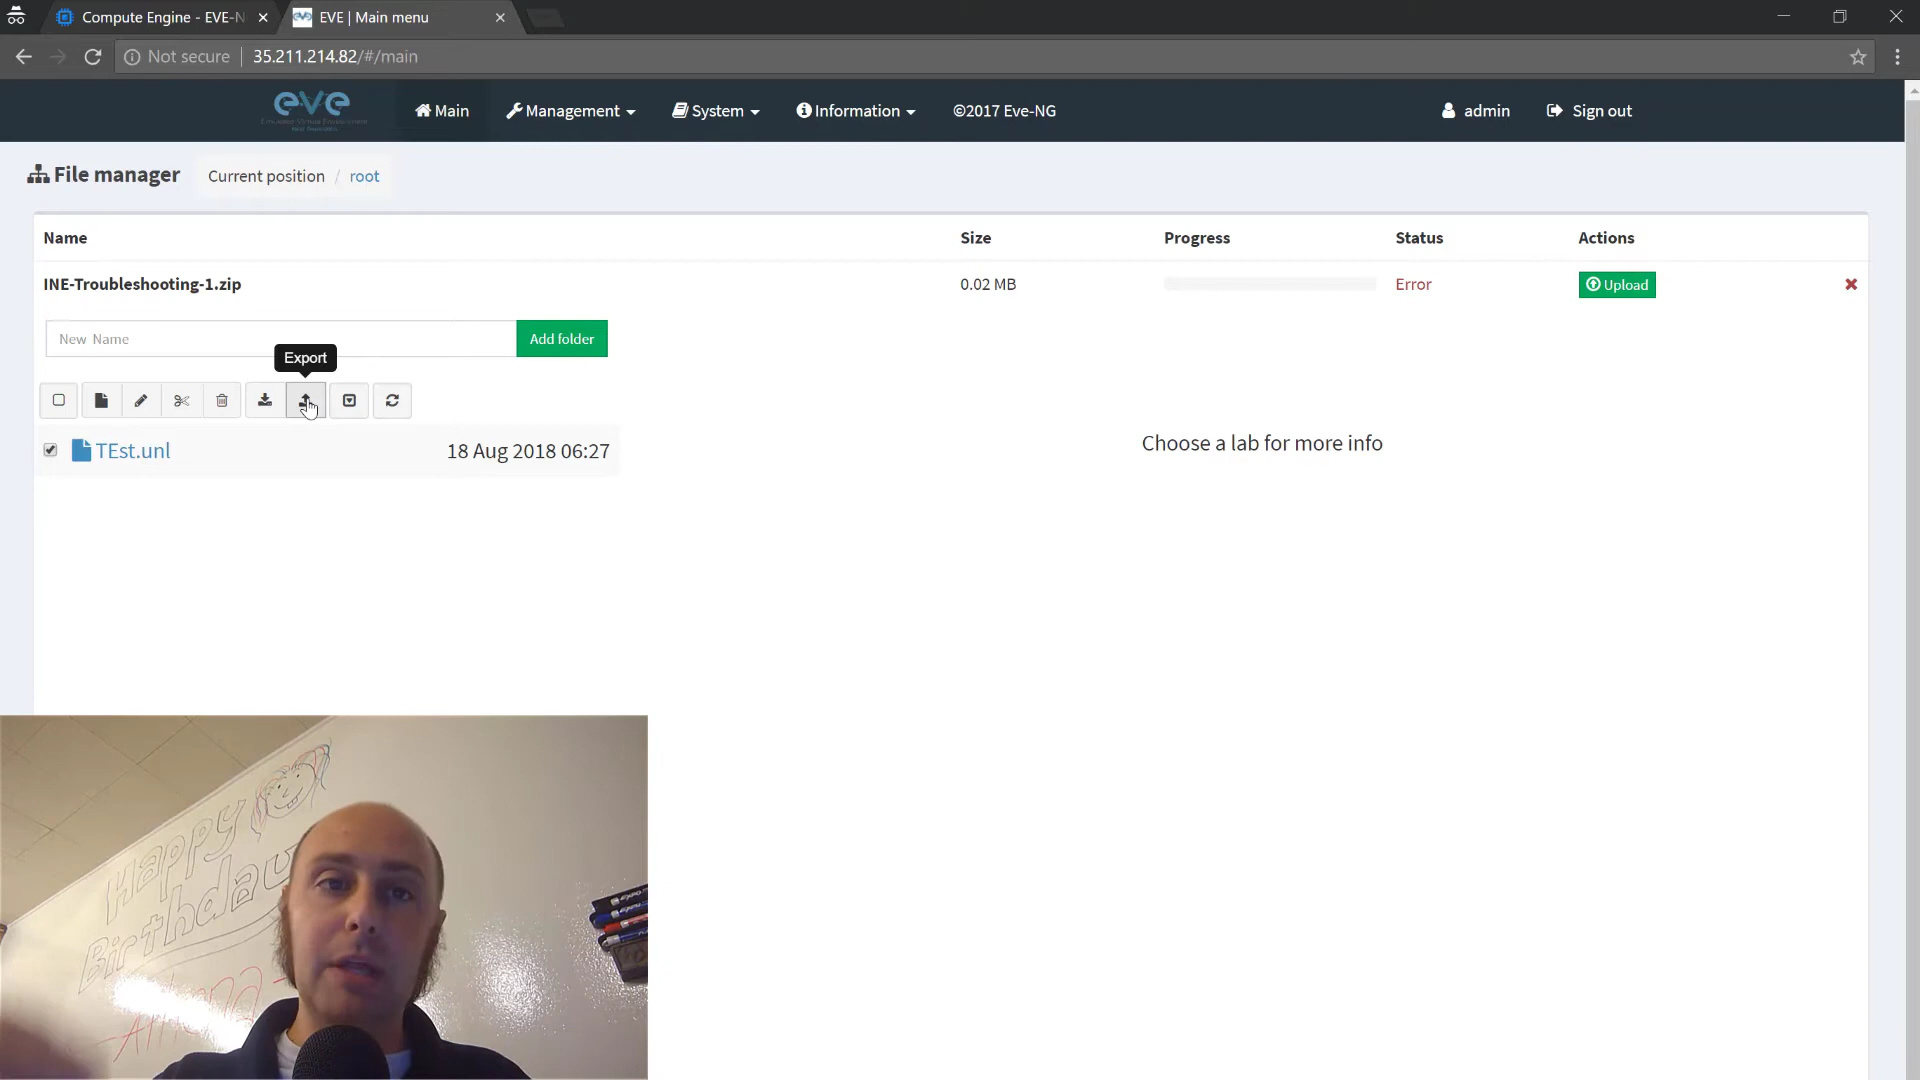 Compute Engine - EVE-N
EVE | Main menu
Not secure
35.211.214.82/#/main
eve
Main
Management
System
Information
©2017 Eve-NG
admin
Sign out
File manager
Current position / root
Name
Size
Progress
Status
Actions
INE-Troubleshooting-1.zip
0.02 MB
Error
Upload
New Name
Add folder
Export
TEst.unl
18 Aug 2018 06:27
Choose a lab for more info
Happy
Birthday